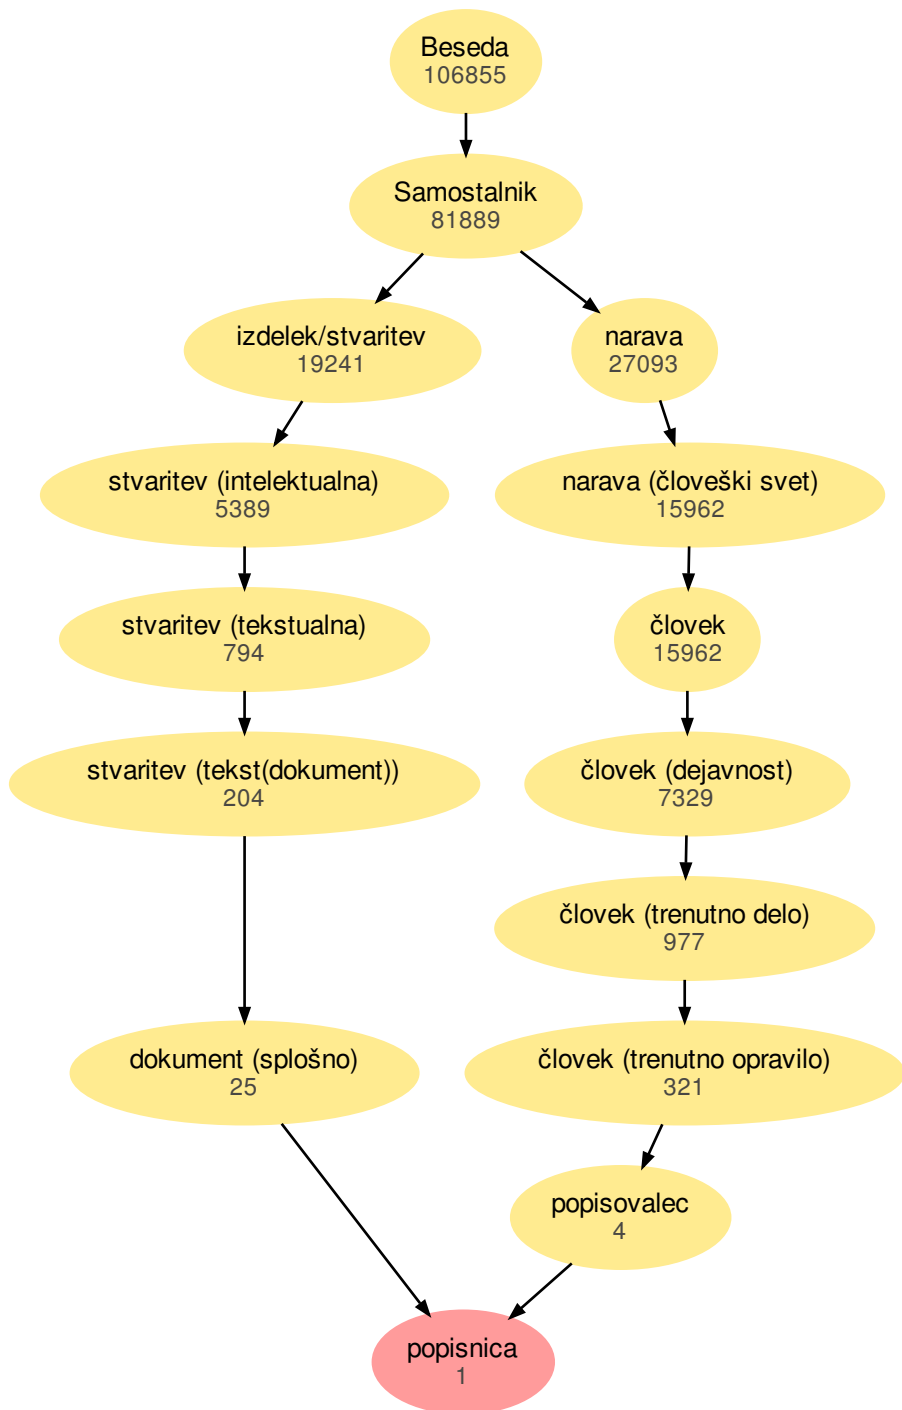 Beseda
106855
Samostalnik
81889
izdelek/stvaritev
19241
narava
27093
stvaritev (intelektualna)
5389
narava (človeški svet)
15962
stvaritev (tekstualna)
794
človek
15962
stvaritev (tekst(dokument))
204
človek (dejavnost)
7329
človek (trenutno delo)
977
dokument (splošno)
25
človek (trenutno opravilo)
321
popisovalec
4
popisnica
1